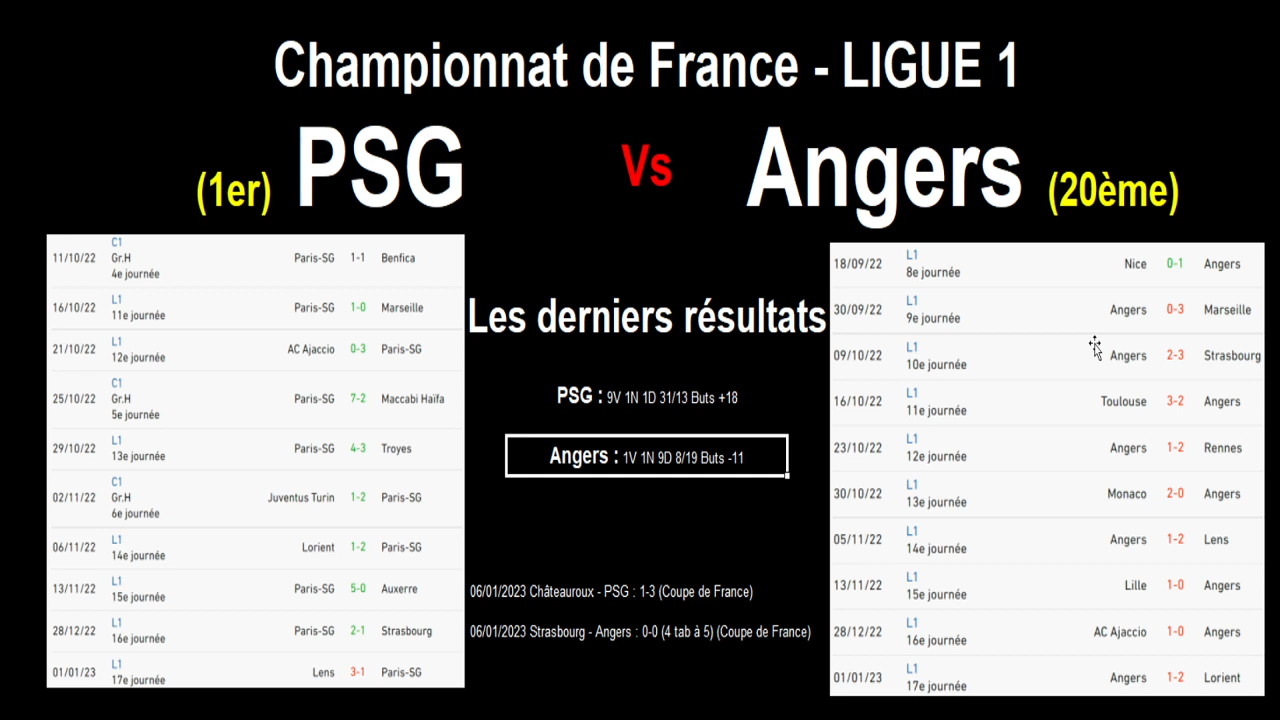 Championnat de France - LIGUE 1
(1er) PSG Vs Angers (20ème)
11/10/22 C1 Gr.H 4e journée Paris-SG 1-1 Benfica
16/10/22 L1 11e journée Paris-SG 1-0 Marseille
21/10/22 L1 12e journée AC Ajaccio 0-3 Paris-SG
25/10/22 C1 Gr.H 5e journée Paris-SG 7-2 Maccabi Haïfa
29/10/22 L1 13e journée Paris-SG 4-3 Troyes
02/11/22 C1 Gr.H 6e journée Juventus Turin 1-2 Paris-SG
06/11/22 L1 14e journée Lorient 1-2 Paris-SG
13/11/22 L1 15e journée Paris-SG 5-0 Auxerre
28/12/22 L1 16e journée Paris-SG 2-1 Strasbourg
01/01/23 L1 17e journée Lens 3-1 Paris-SG
Les derniers résultats
PSG : 9V 1N 1D 31/13 Buts +18
Angers : 1V 1N 9D 8/19 Buts -11
06/01/2023 Châteauroux - PSG : 1-3 (Coupe de France)
06/01/2023 Strasbourg - Angers : 0-0 (4 tab à 5) (Coupe de France)
18/09/22 L1 8e journée Nice 0-1 Angers
30/09/22 L1 9e journée Angers 0-3 Marseille
09/10/22 L1 10e journée Angers 2-3 Strasbourg
16/10/22 L1 11e journée Toulouse 3-2 Angers
23/10/22 L1 12e journée Angers 1-2 Rennes
30/10/22 L1 13e journée Monaco 2-0 Angers
05/11/22 L1 14e journée Angers 1-2 Lens
13/11/22 L1 15e journée Lille 1-0 Angers
28/12/22 L1 16e journée AC Ajaccio 1-0 Angers
01/01/23 L1 17e journée Angers 1-2 Lorient